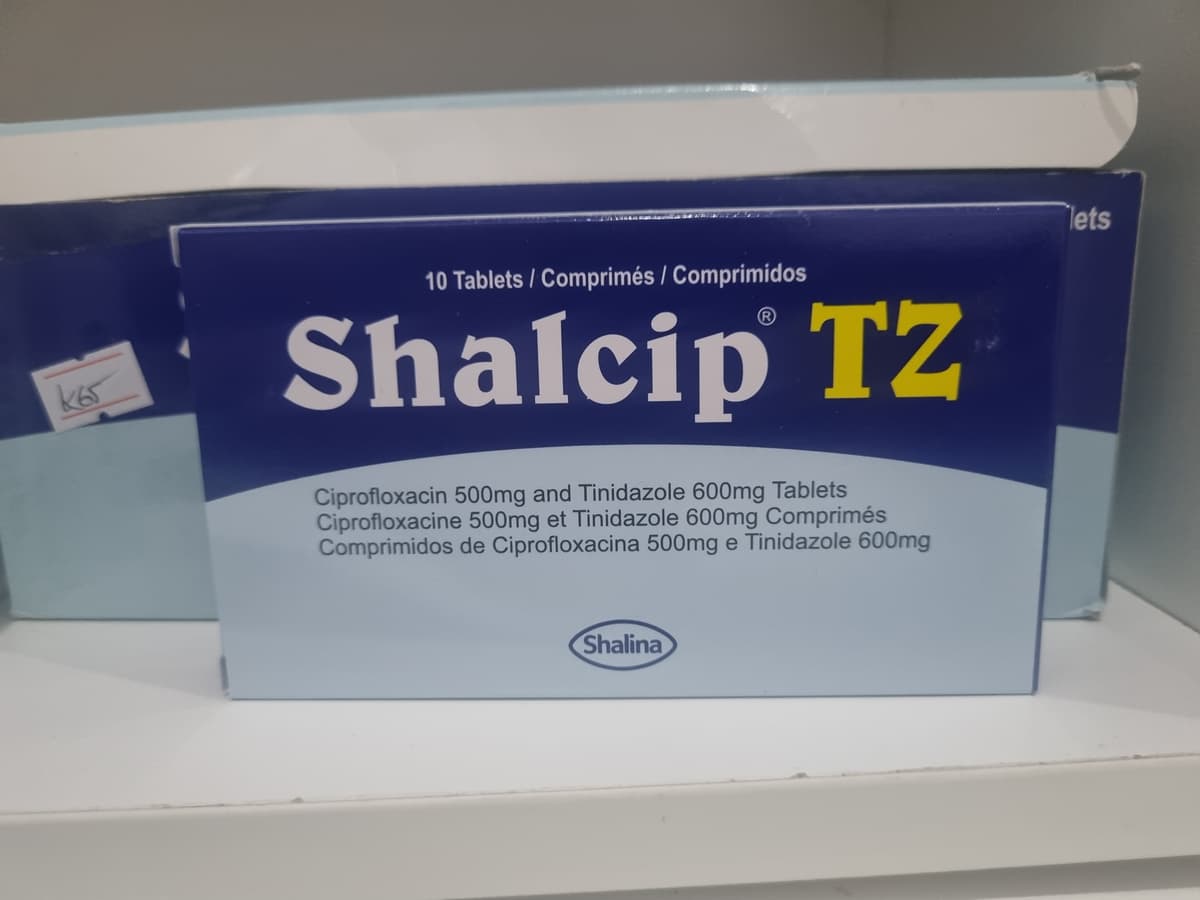 lets
10 Tablets / Comprimés / Comprimidos
Shalcip® TZ
K65
Ciprofloxacin 500mg and Tinidazole 600mg Tablets
Ciprofloxacine 500mg et Tinidazole 600mg Comprimés
Comprimidos de Ciprofloxacina 500mg e Tinidazole 600mg
Shalina